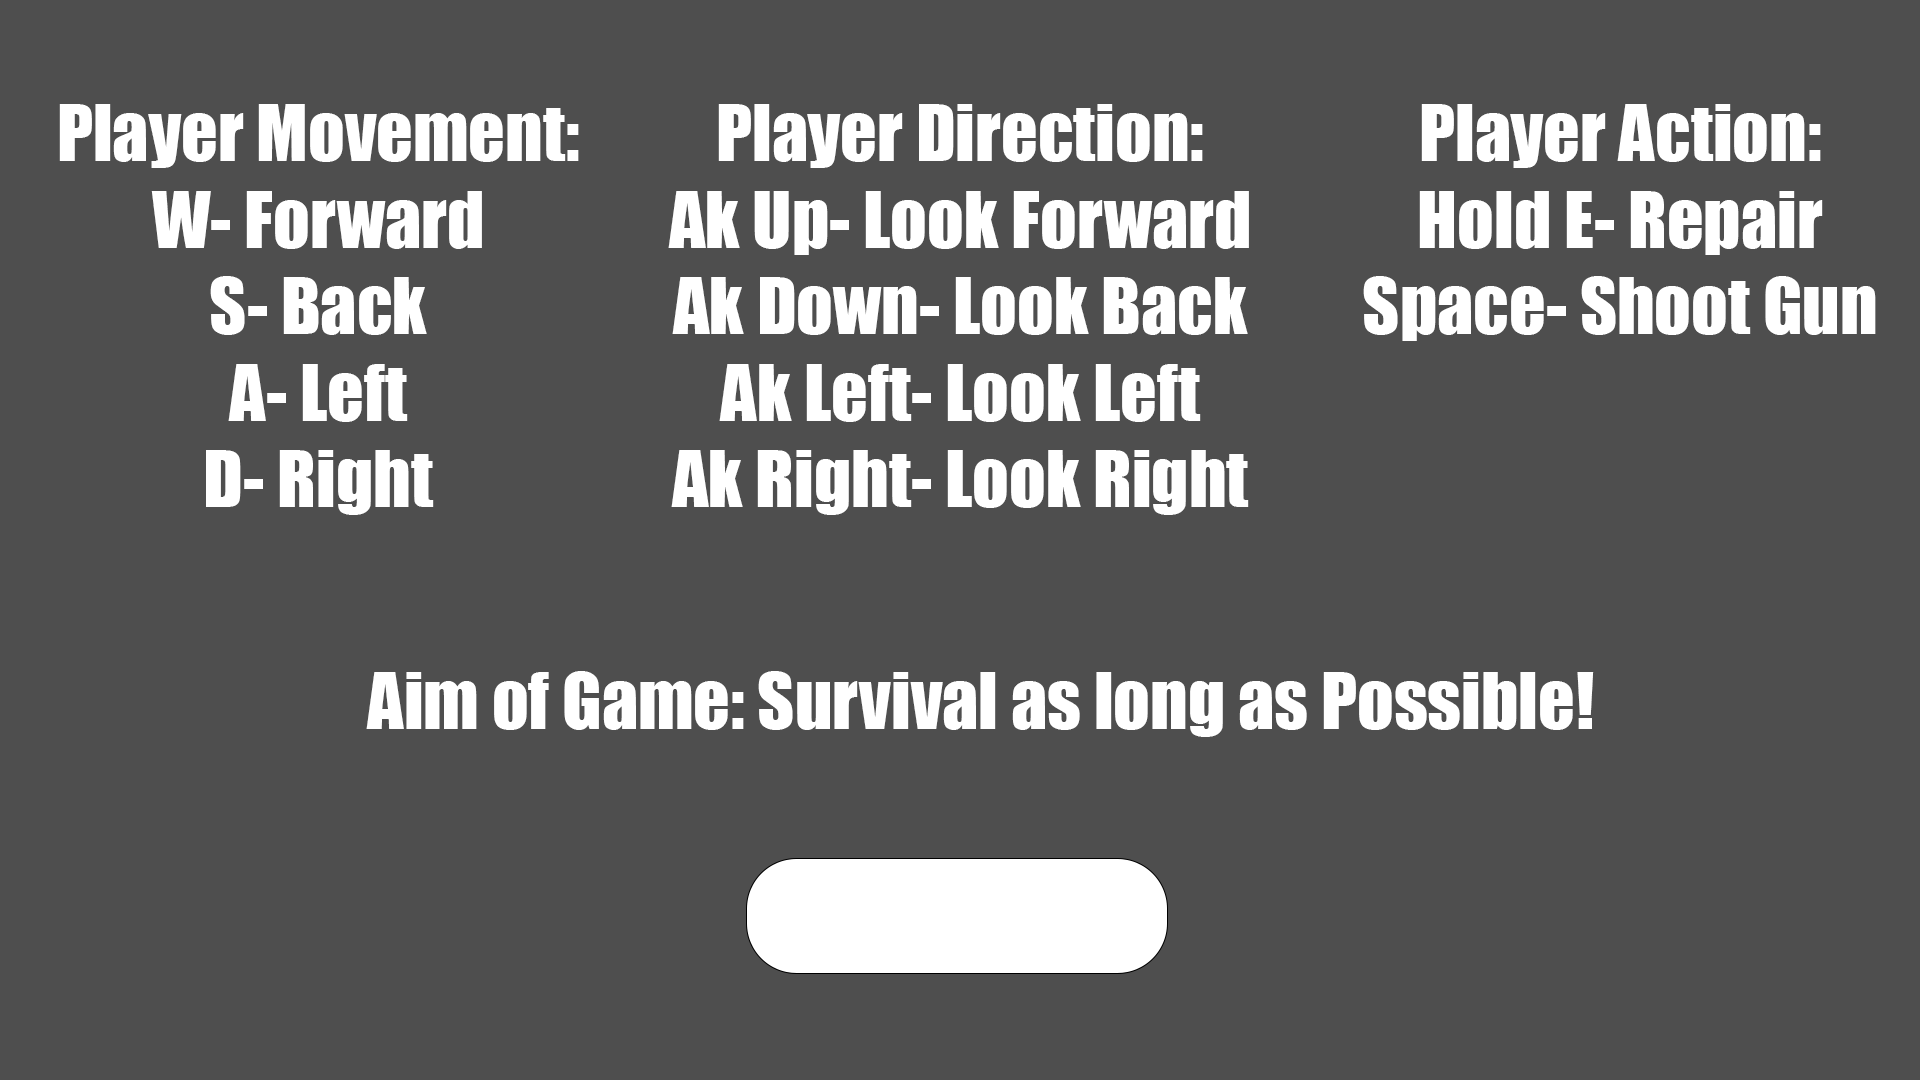 Player Movement:
W- Forward
S- Back
A- Left
D- Right
Player Direction:
Ak Up- Look Forward
Ak Down- Look Back
Ak Left- Look Left
Ak Right- Look Right
Player Action:
Hold E- Repair
Space- Shoot Gun
Aim of Game: Survival as long as Possible!